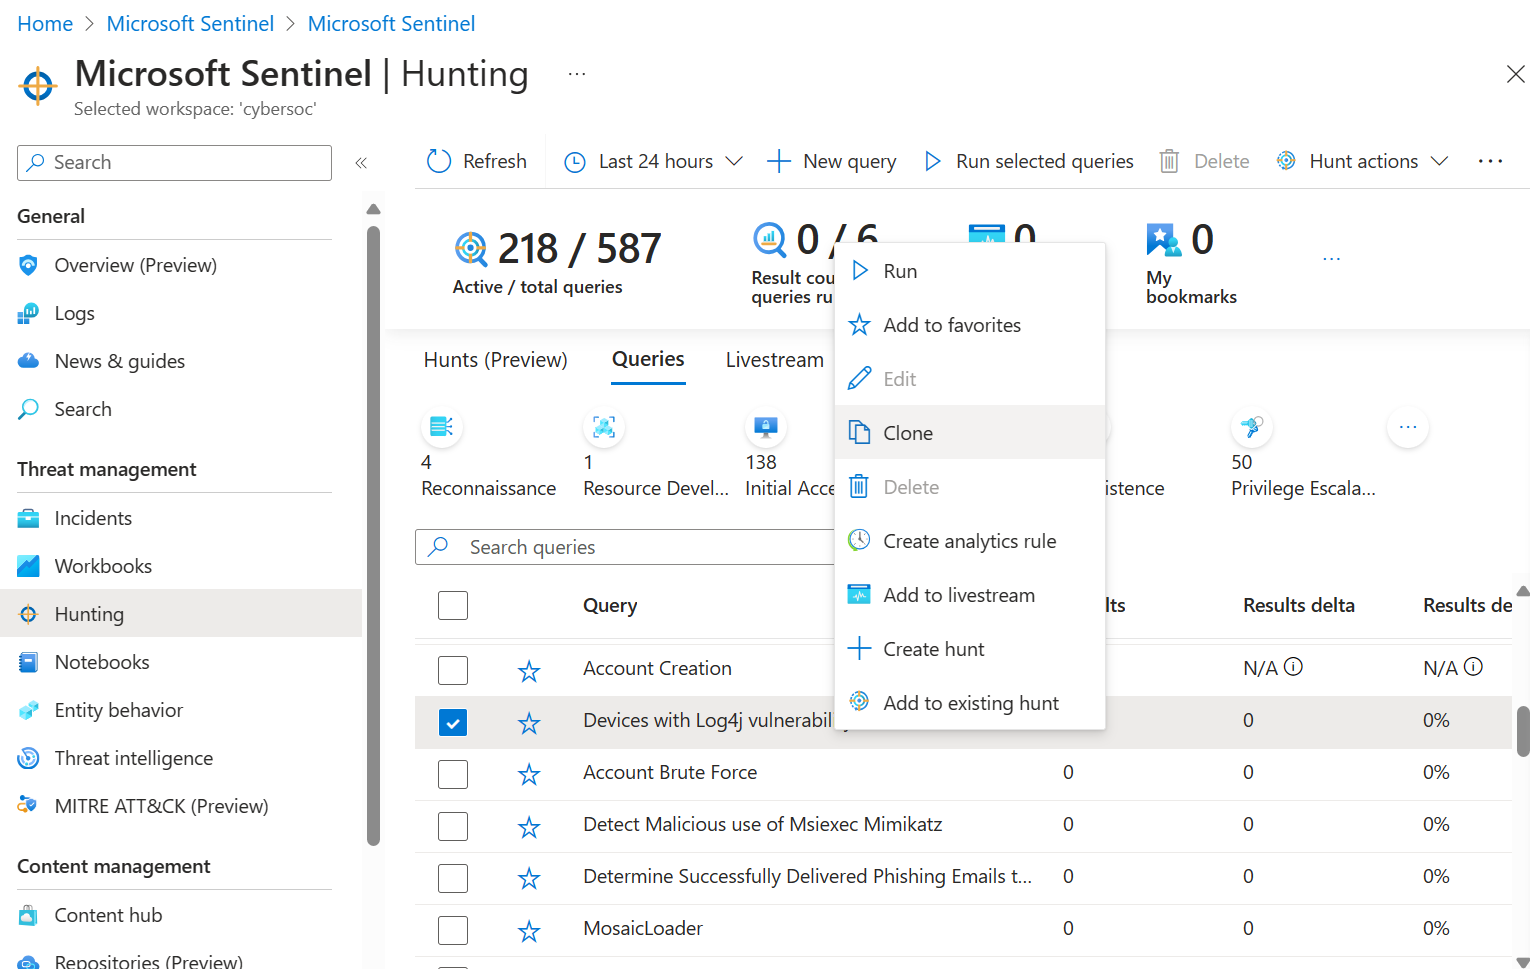 Home > Microsoft Sentinel > Microsoft Sentinel
Microsoft Sentinel | Hunting ...
Selected workspace: 'cybersoc'
Search
«
General
Overview (Preview)
Logs
News & guides
Search
Threat management
Incidents
Workbooks
Hunting
Notebooks
Entity behavior
Threat intelligence
MITRE ATT&CK (Preview)
Content management
Content hub
Repositories (Preview)
Refresh
Last 24 hours
New query
Run selected queries
Delete
Hunt actions
...
218 / 587
Active / total queries
0 / 6
Result cou
queries ru
0
0
My
bookmarks
...
Hunts (Preview)
Queries
Livestream
4
Reconnaissance
1
Resource Devel...
138
Initial Acce
istence
50
Privilege Escala...
...
Search queries
Run
Add to favorites
Edit
Clone
Delete
Create analytics rule
Add to livestream
Create hunt
Add to existing hunt
Query lts Results delta Results de
Account Creation N/A N/A
Devices with Log4j vulnerabil 0 0%
Account Brute Force 0 0 0%
Detect Malicious use of Msiexec Mimikatz 0 0 0%
Determine Successfully Delivered Phishing Emails t... 0 0 0%
MosaicLoader 0 0 0%